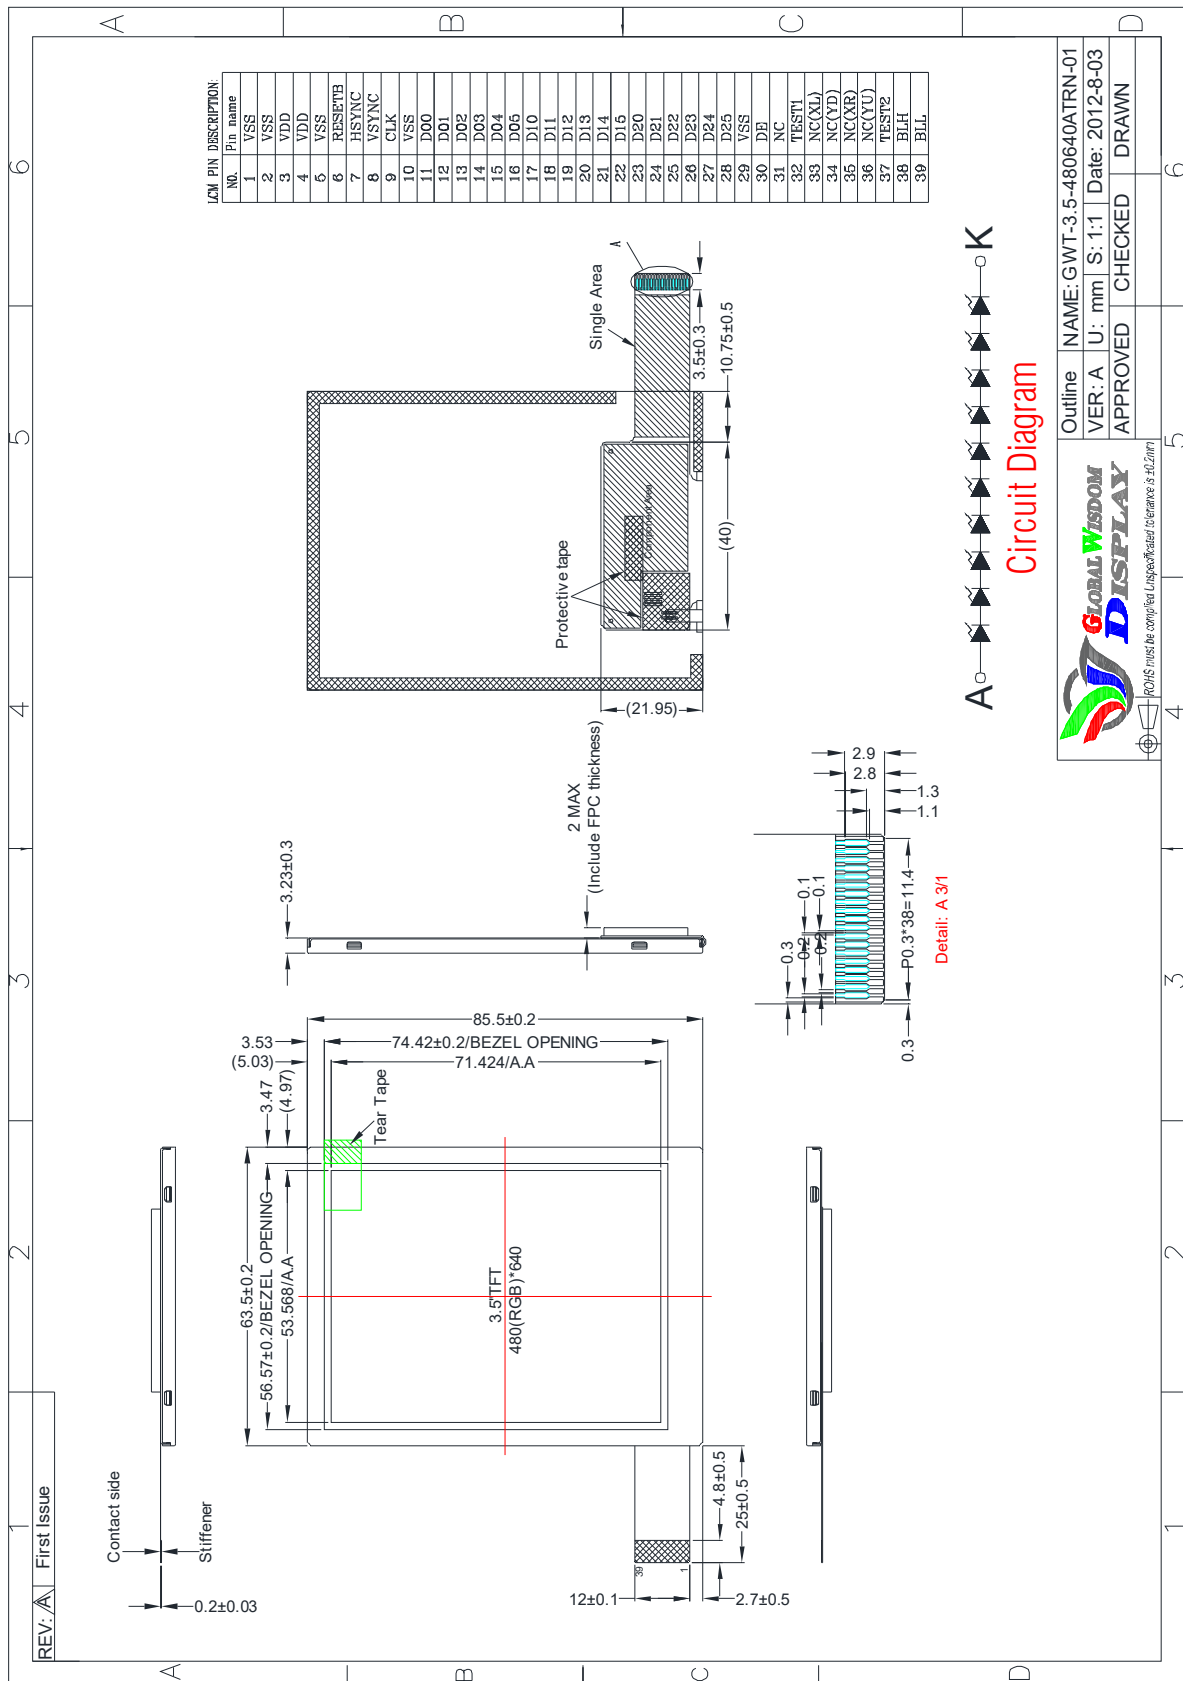 REV: A First Issue
A
B
C
D
6
5
4
3
2
1
LCM PIN DESCRIPTION:
NO. Pin name
1 VSS
2 VSS
3 VDD
4 VDD
5 VSS
6 RESETB
7 HSYNC
8 VSYNC
9 CLK
10 VSS
11 D00
12 D01
13 D02
14 D03
15 D04
16 D05
17 D10
18 D11
19 D12
20 D13
21 D14
22 D15
23 D20
24 D21
25 D22
26 D23
27 D24
28 D25
29 VSS
30 DE
31 NC
32 TEST1
33 NC(XL)
34 NC(YD)
35 NC(XR)
36 NC(YU)
37 TEST2
38 BLH
39 BLL
Contact side
Stiffener
0.2±0.03
63.5±0.2
56.57±0.2/BEZEL OPENING
53.568/A.A
3.47
(4.97)
3.53
(5.03)
85.5±0.2
74.42±0.2/BEZEL OPENING
71.424/A.A
Tear Tape
3.5"TFT
480(RGB)*640
39
1
12±0.1
2.7±0.5
4.8±0.5
25±0.5
3.23±0.3
2 MAX
(Include FPC thickness)
Protective tape
Component Area
Single Area
A
(21.95)
(40)
3.5±0.3
10.75±0.5
0.3
0.2
0.1
0.2
0.1
2.9
2.8
1.3
1.1
0.3
P0.3*38=11.4
Detail: A 3/1
A
K
Circuit Diagram
GLOBAL WISDOM
DISPLAY
ROHS must be complied Unspecificated tolerance is ±0.2mm
Outline NAME: GWT-3.5-480640ATRN-01
VER: A U: mm S: 1:1 Date: 2012-8-03
APPROVED CHECKED DRAWN
1
2
3
4
5
6
A
B
C
D